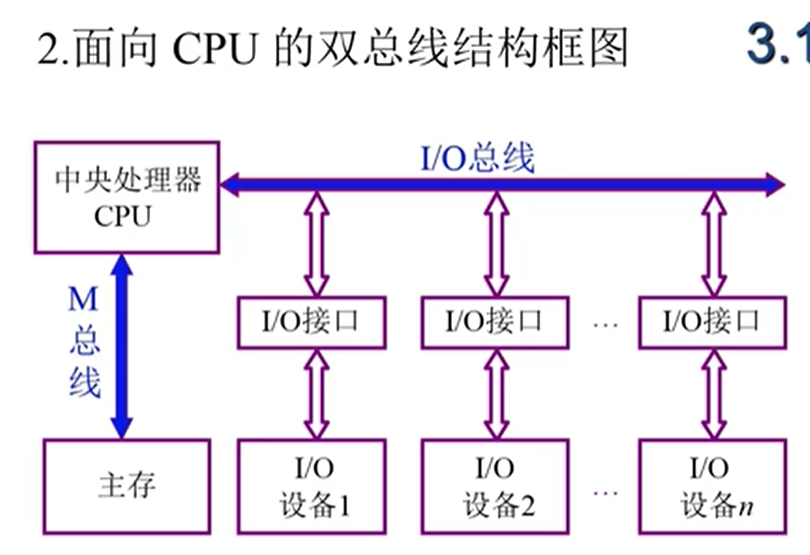 2.面向 CPU 的双总线结构框图
3.1
I/O总线
中央处理器
CPU
M
总
线
I/O接口
I/O接口
…
I/O接口
主存
I/O
设备1
I/O
设备2
…
I/O
设备n